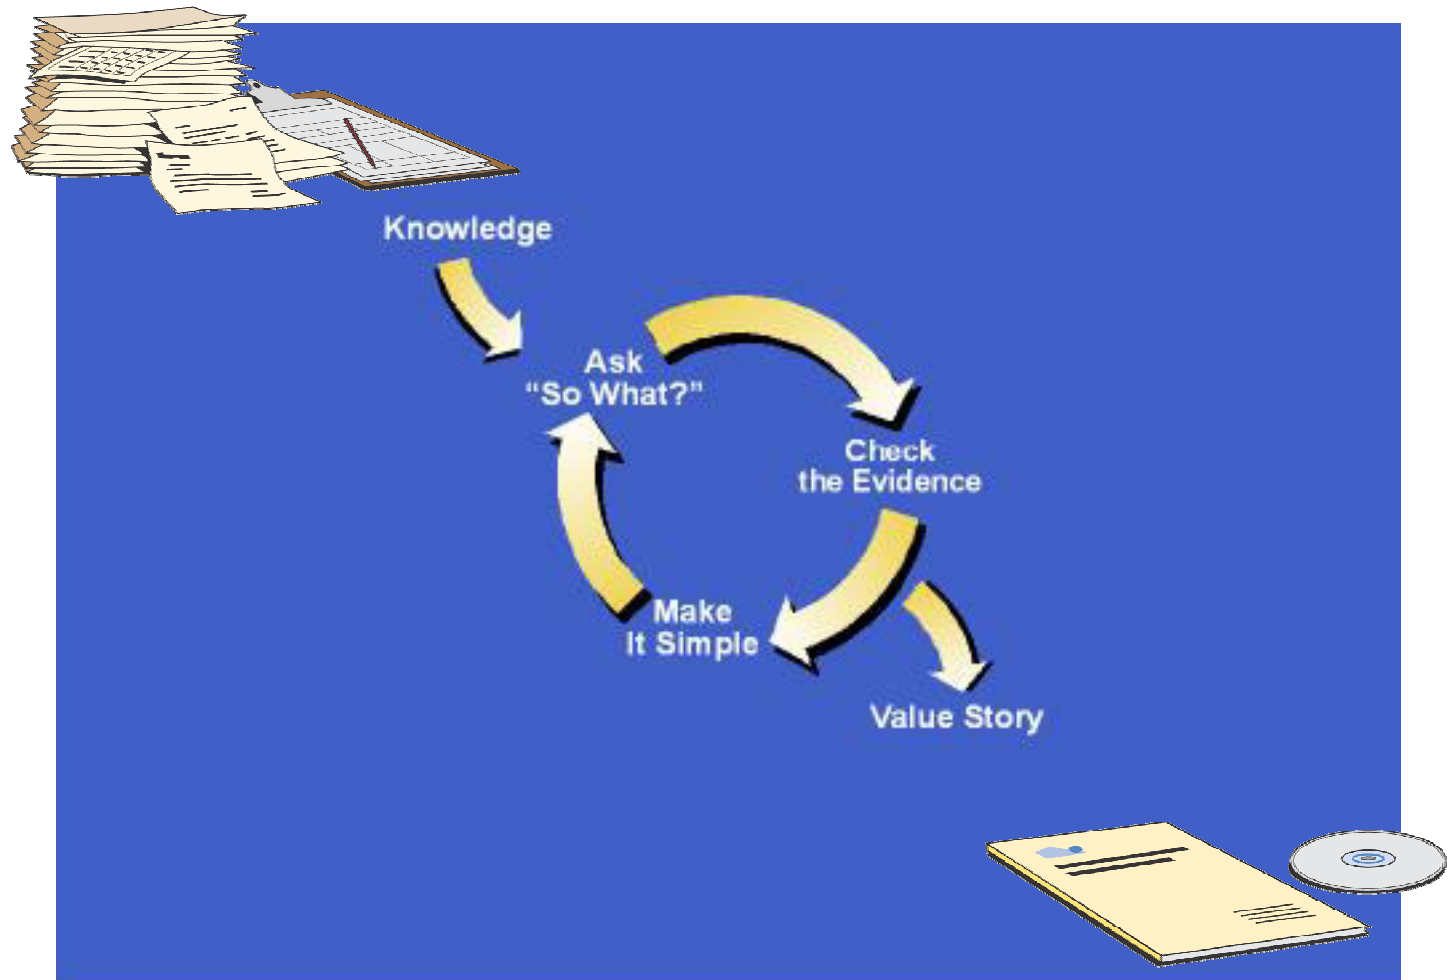 Knowledge
Ask
“So What?”
Check
the Evidence
Make
It Simple
Value Story